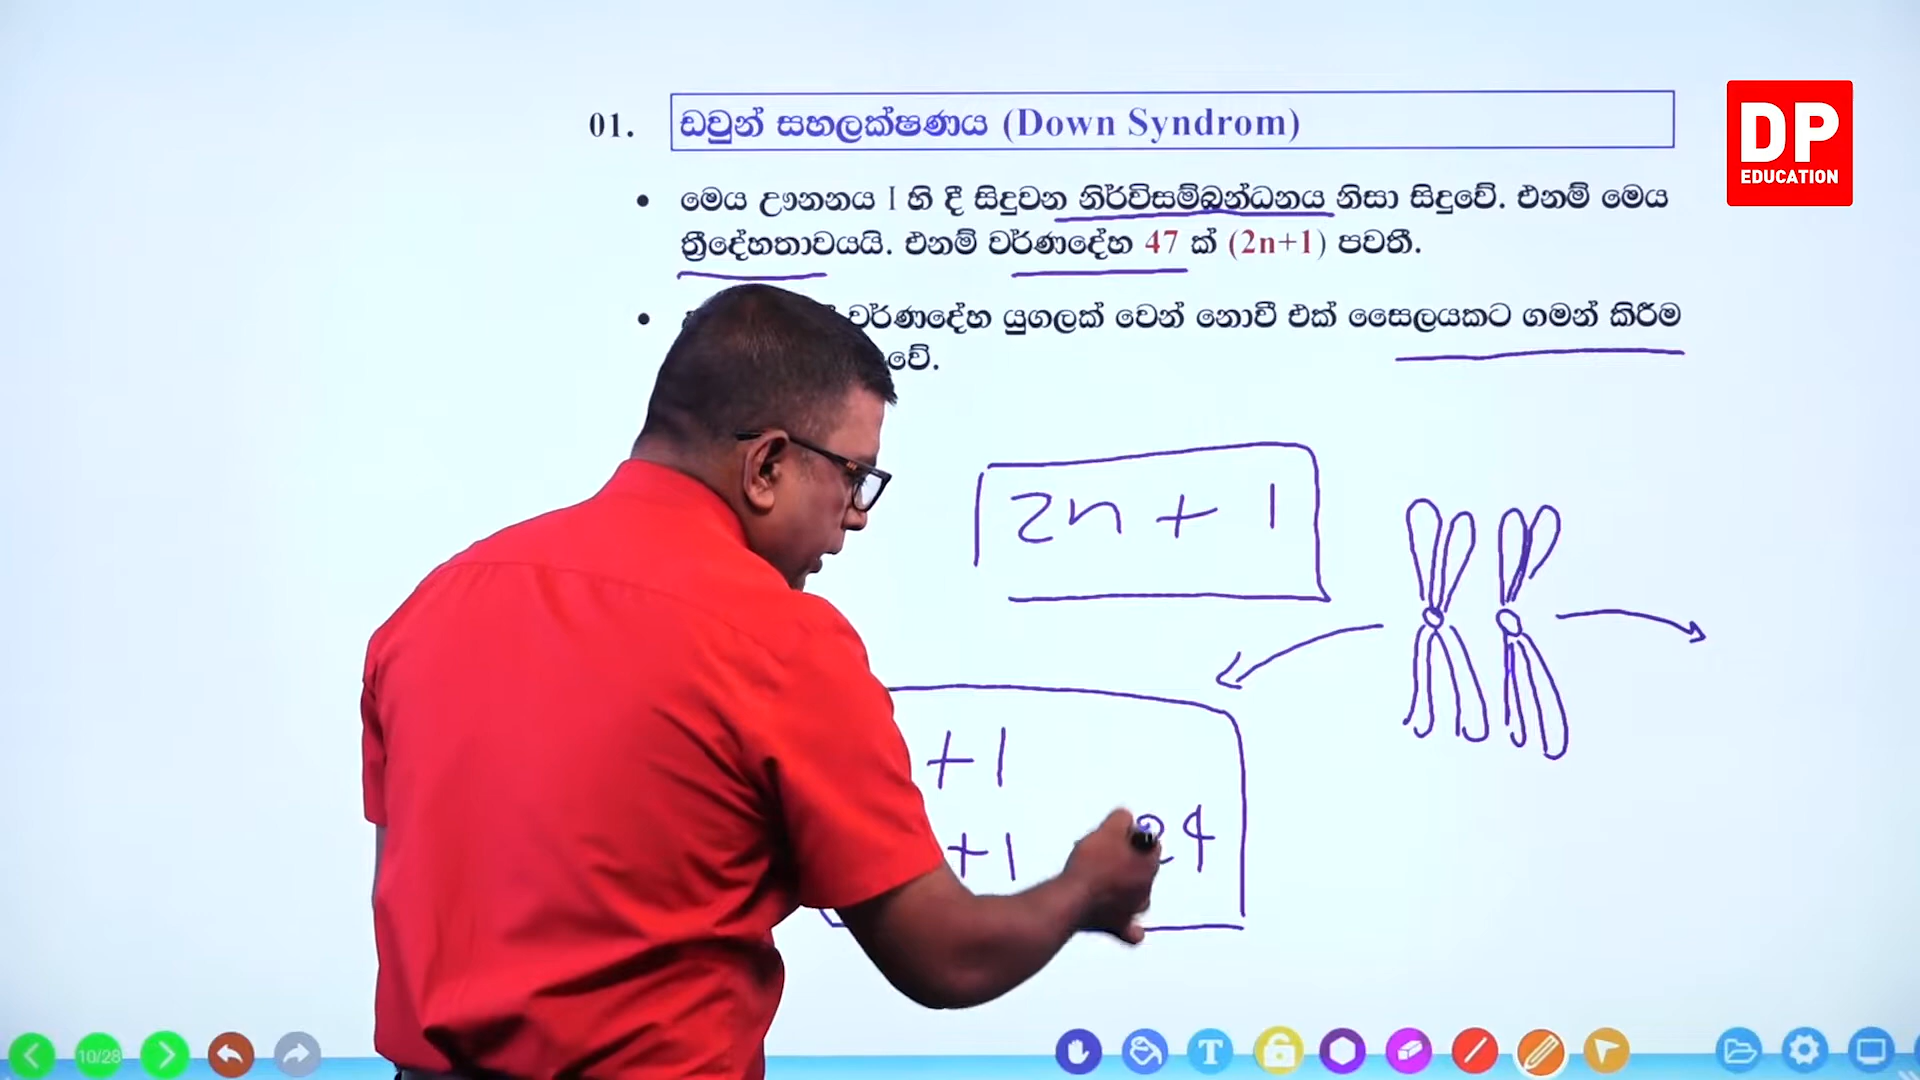 01. ඩවුන් සහලක්ෂණය (Down Syndrom)
DP
EDUCATION
• මෙය ඌනනය I හි දී සිදුවන නිර්විසම්බන්ධනය නිසා සිදුවේ. එනම් මෙය
ත්‍රීදේහතාවයයි. එනම් වර්ණදේහ 47 ක් (2n+1) පවතී.
• වර්ණදේහ යුගලක් වෙන් නොවී එක් සෛලයකට ගමන් කිරීම
2n + 1
+1
+1 24
10/28
T